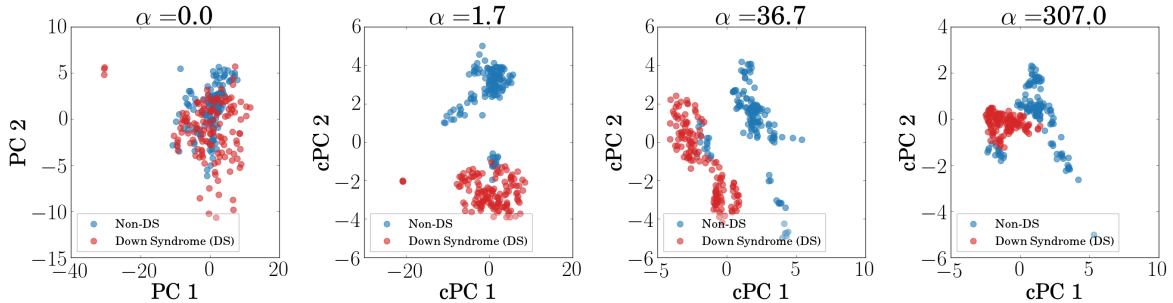 α =0.0
10
5
0
−5
−10
−15
−40
−20
0
20
PC 2
PC 1
Non-DS
Down Syndrome (DS)
α =1.7
6
4
2
0
−2
−4
−6
−20
0
20
cPC 2
cPC 1
Non-DS
Down Syndrome (DS)
α =36.7
6
4
2
0
−2
−4
−6
−5
0
5
10
cPC 2
cPC 1
Non-DS
Down Syndrome (DS)
α =307.0
4
2
0
−2
−4
−6
−5
0
5
10
cPC 2
cPC 1
Non-DS
Down Syndrome (DS)